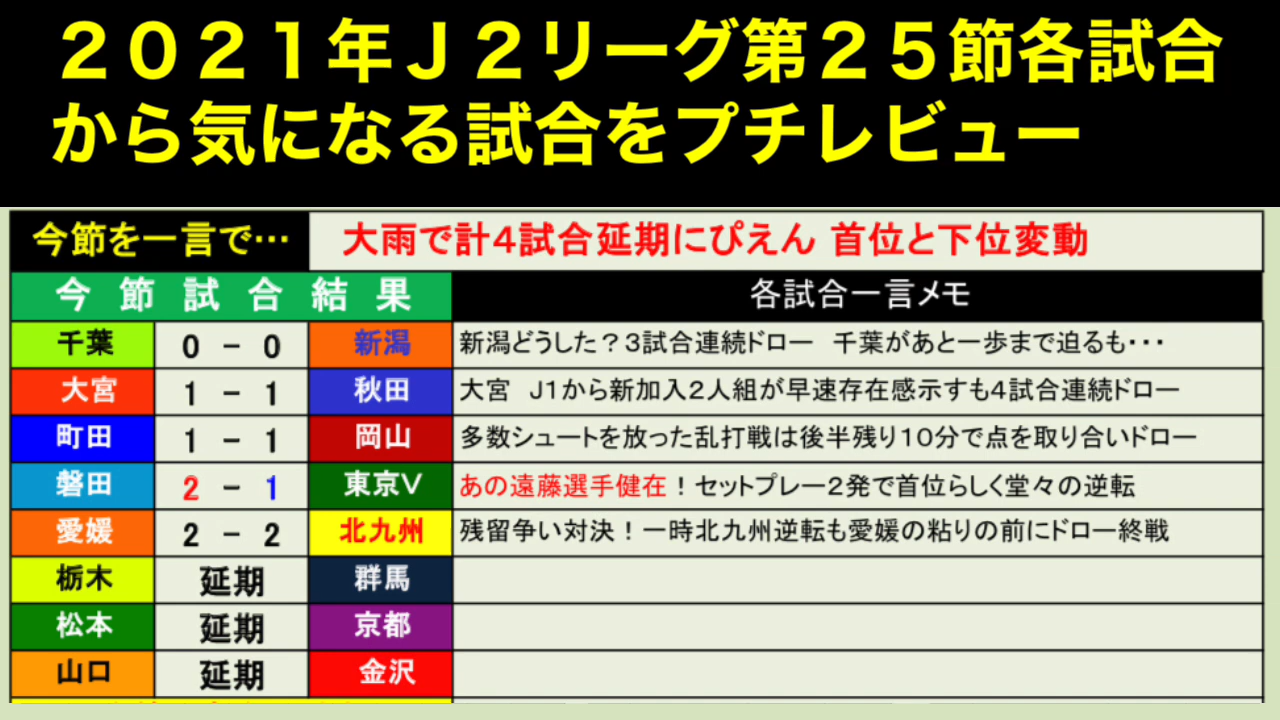 ２０２１年Ｊ２リーグ第２５節各試合
から気になる試合をプチレビュー
今節を一言で… 大雨で計４試合延期にぴえん 首位と下位変動
今節試合結果 各試合一言メモ
千葉 0 － 0 新潟 新潟どうした？３試合連続ドロー　千葉があと一歩まで迫るも・・・
大宮 1 － 1 秋田 大宮　Ｊ１から新加入２人組が早速存在感示すも４試合連続ドロー
町田 1 － 1 岡山 多数シュートを放った乱打戦は後半残り１０分で点を取り合いドロー
磐田 2 － 1 東京Ｖ あの遠藤選手健在！セットプレー２発で首位らしく堂々の逆転
愛媛 2 － 2 北九州 残留争い対決！一時北九州逆転も愛媛の粘りの前にドロー終戦
栃木 延期 群馬
松本 延期 京都
山口 延期 金沢